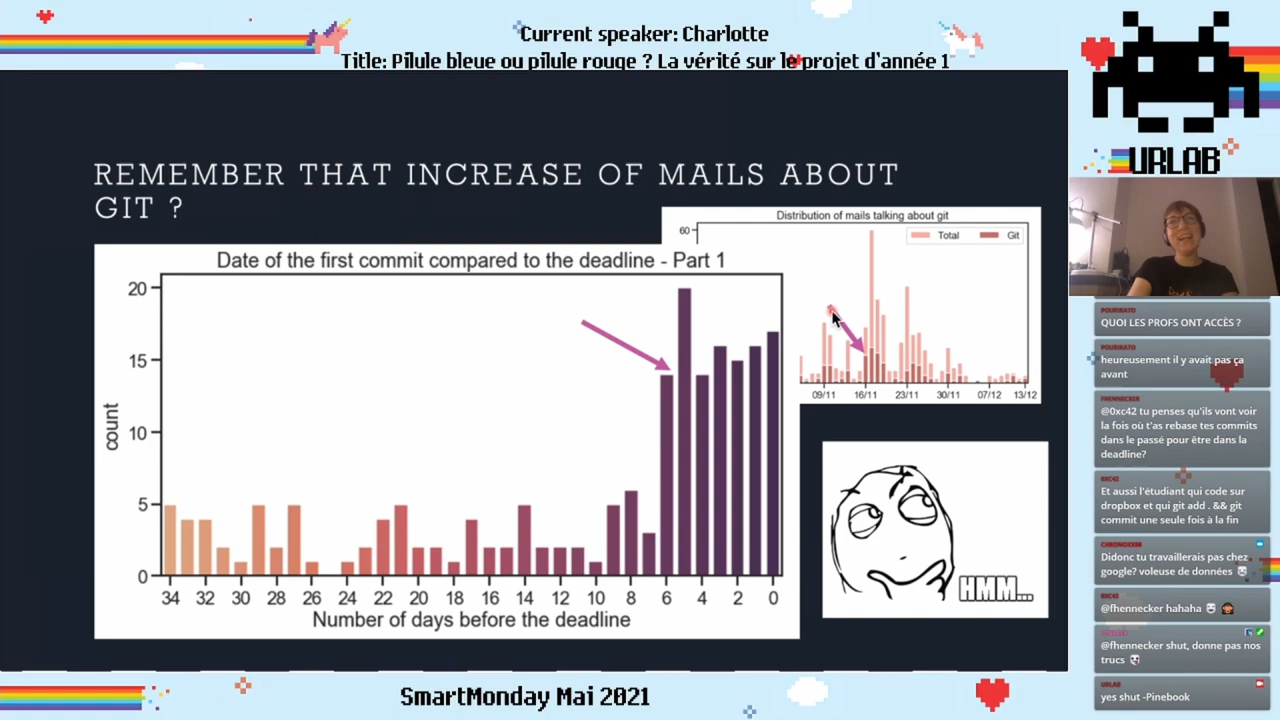 Current speaker: Charlotte
Title: Pilule bleue ou pilule rouge ? La vérité sur le projet d'année 1
REMEMBER THAT INCREASE OF MAILS ABOUT
GIT ?
Date of the first commit compared to the deadline - Part 1
20
15
10
5
0
count
34 32 30 28 26 24 22 20 18 16 14 12 10 8 6 4 2 0
Number of days before the deadline
Distribution of mails talking about git
60
Total Git
09/11 16/11 23/11 30/11 07/12 13/12
HMM...
URLAB
QUOI LES PROFS ONT ACCÈS ?
heureusement il y avait pas ça
avant
FHENNECKER
@0xc42 tu penses qu'ils vont voir
la fois où t'as rebase tes commits
dans le passé pour être dans la
deadline?
0XC42
Et aussi l'étudiant qui code sur
dropbox et qui git add . && git
commit une seule fois à la fin
Didonc tu travaillerais pas chez
google? voleuse de données
0XC42
@fhennecker hahaha
@fhennecker shut, donne pas nos
trucs
URLAB
yes shut -Pinebook
SmartMonday Mai 2021